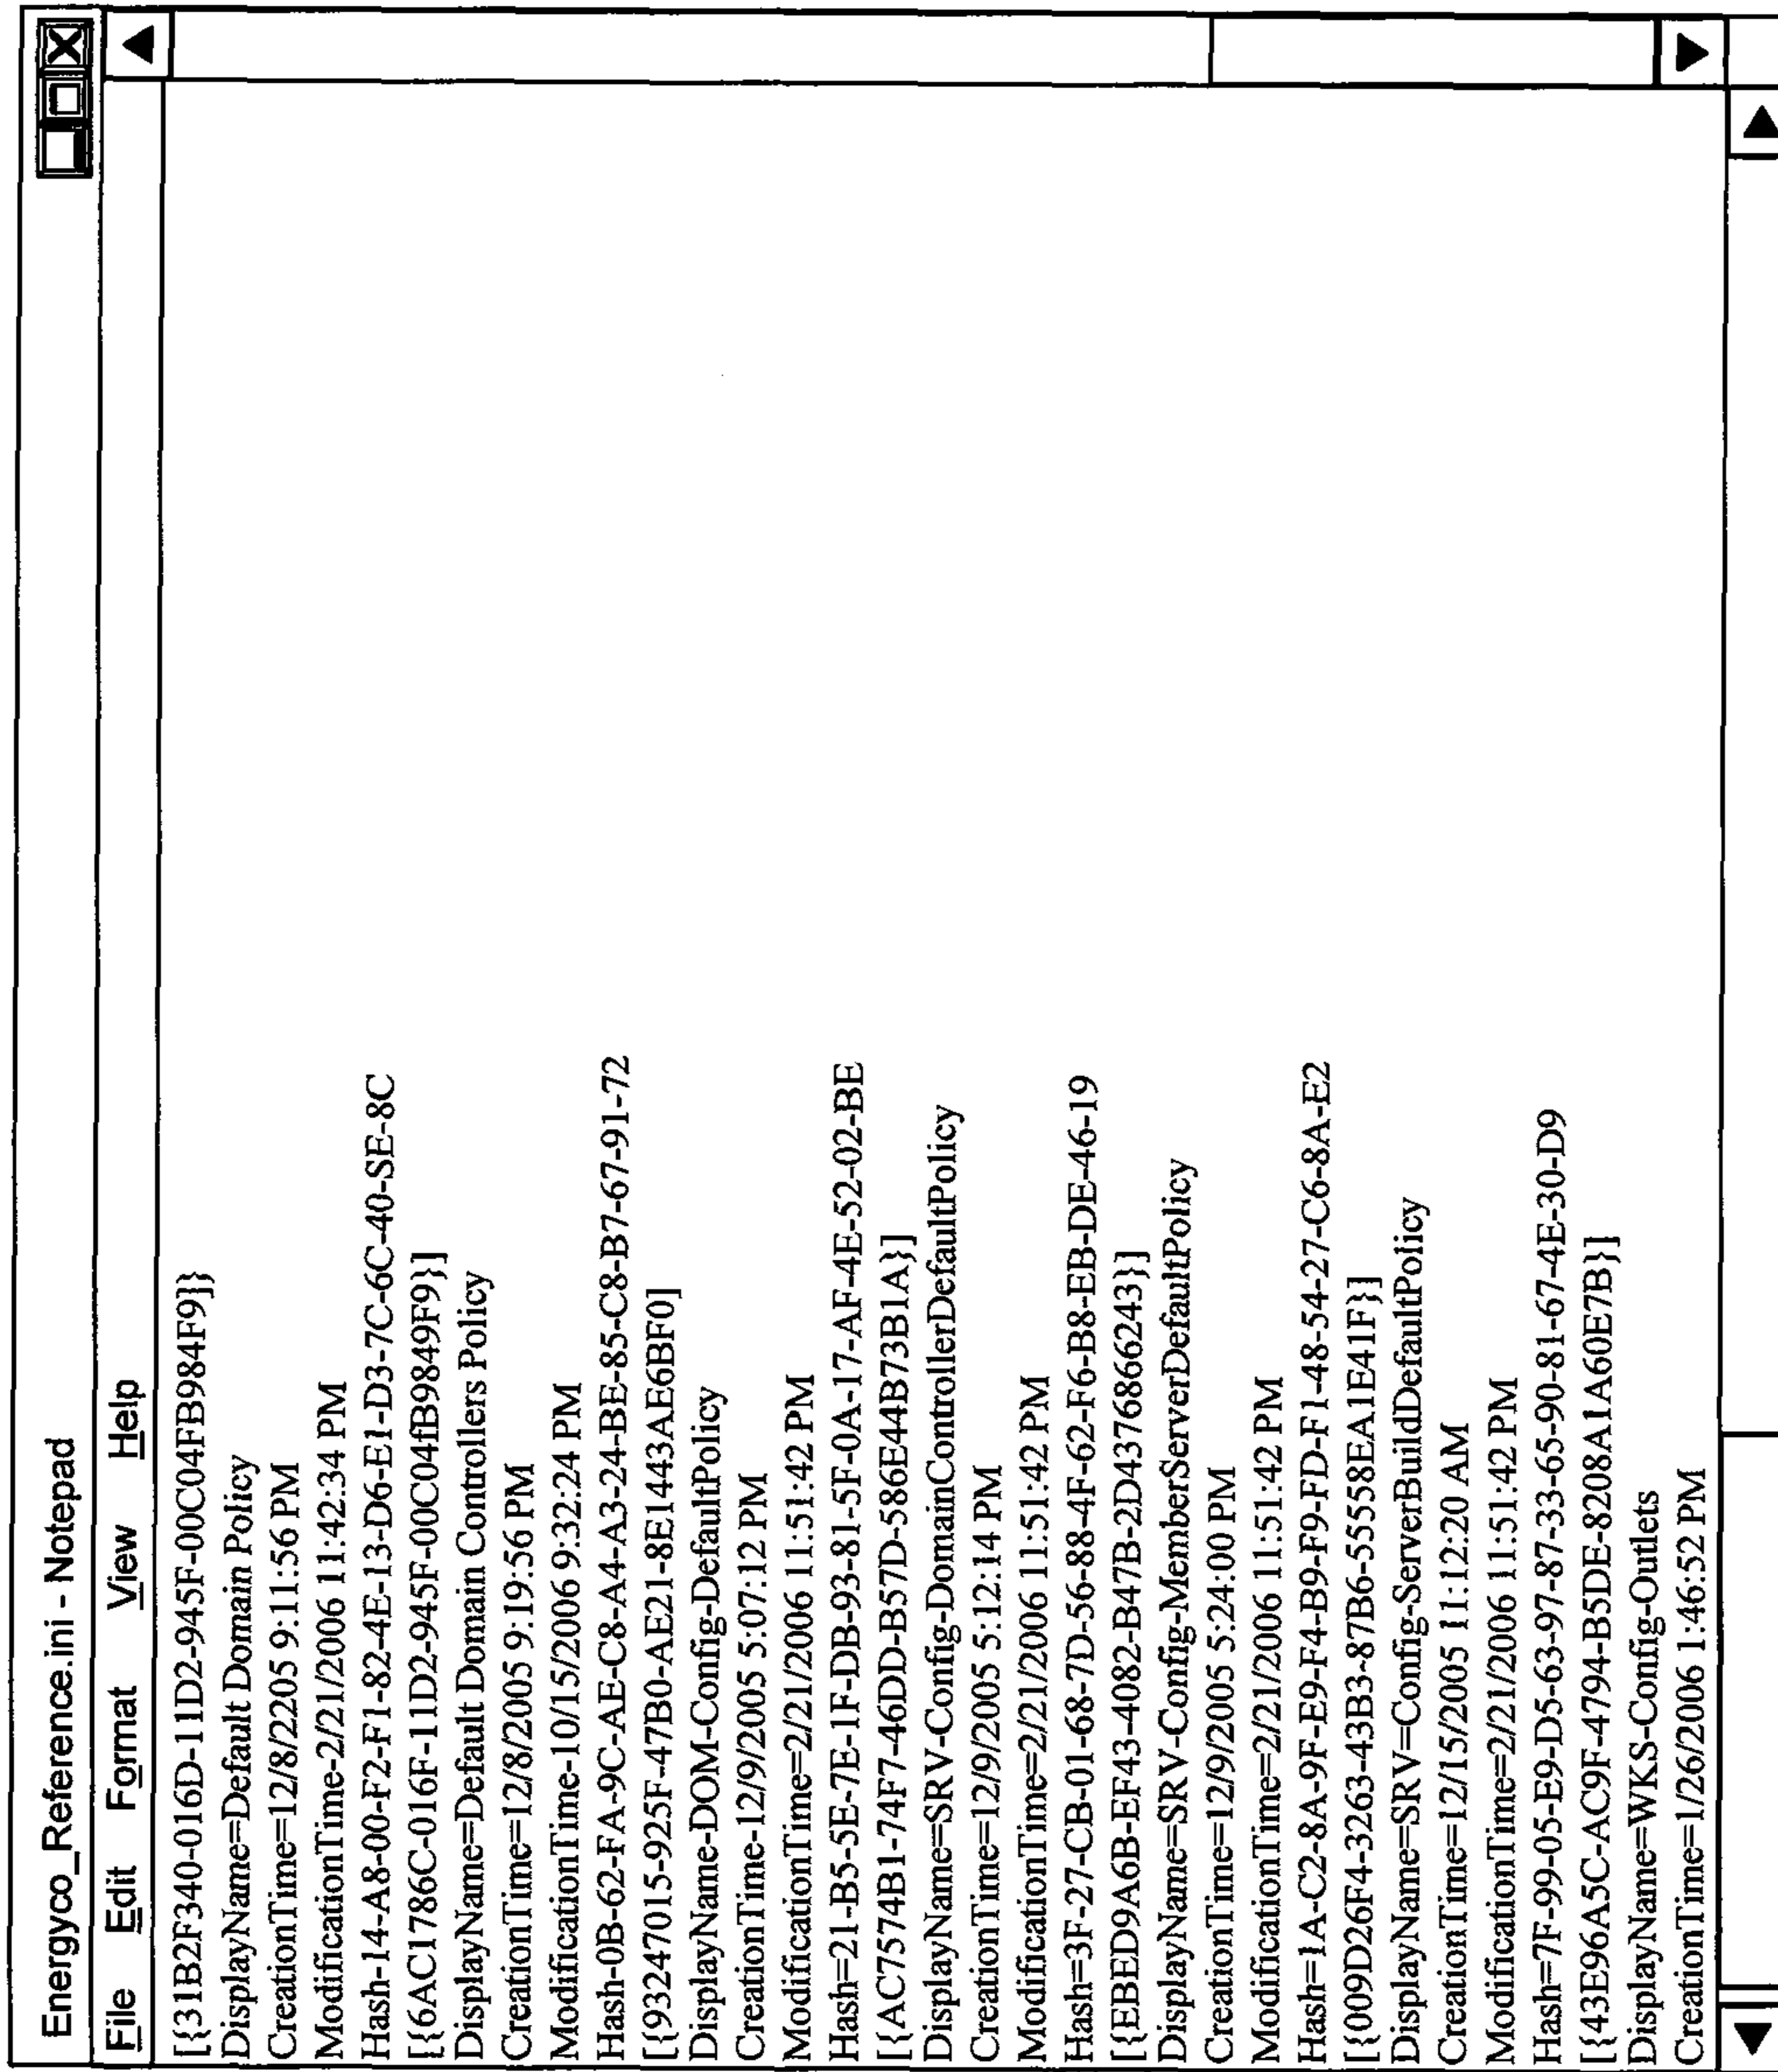 Energyco_Reference.ini - Notepad
File Edit Format View Help
[{31B2F340-016D-11D2-945F-00C04FB984F9]}
DisplayName=Default Domain Policy
CreationTime=12/8/2205 9:11:56 PM
ModificationTime-2/21/2006 11:42:34 PM
Hash-14-A8-00-F2-F1-82-4E-13-D6-E1-D3-7C-6C-40-SE-8C
[{6AC1786C-016F-11D2-945F-00C04fB9849F9}]
DisplayName=Default Domain Controllers Policy
CreationTime=12/8/2005 9:19:56 PM
ModificationTime-10/15/2006 9:32:24 PM
Hash-0B-62-FA-9C-AE-C8-A4-A3-24-BE-85-C8-B7-67-91-72
[{93247015-925F-47B0-AE21-8E1443AE6BF0]
DisplayName-DOM-Config-DefaultPolicy
CreationTime-12/9/2005 5:07:12 PM
ModificationTime=2/21/2006 11:51:42 PM
Hash=21-B5-5E-7E-1F-DB-93-81-5F-0A-17-AF-4E-52-02-BE
[{AC7574B1-74F7-46DD-B57D-586E44B73B1A}]
DisplayName=SRV-Config-DomainControllerDefaultPolicy
CreationTime=12/9/2005 5:12:14 PM
ModificationTime=2/21/2006 11:51:42 PM
Hash=3F-27-CB-01-68-7D-56-88-4F-62-F6-B8-EB-DE-46-19
[{EBED9A6B-EF43-4082-B47B-2D4376866243}]
DisplayName=SRV-Config-MemberServerDefaultPolicy
CreationTime=12/9/2005 5:24:00 PM
ModificationTime=2/21/2006 11:51:42 PM
Hash=1A-C2-8A-9F-E9-F4-B9-F9-FD-F1-48-54-27-C6-8A-E2
[{009D26F4-3263-43B3-87B6-55558EA1E41F}]
DisplayName=SRV=Config-ServerBuildDefaultPolicy
CreationTime=12/15/2005 11:12:20 AM
ModificationTime=2/21/2006 11:51:42 PM
Hash=7F-99-05-E9-D5-63-97-87-33-65-90-81-67-4E-30-D9
[{43E96A5C-AC9F-4794-B5DE-8208A1A60E7B}]
DisplayName=WKS-Config-Outlets
CreationTime=1/26/2006 1:46:52 PM